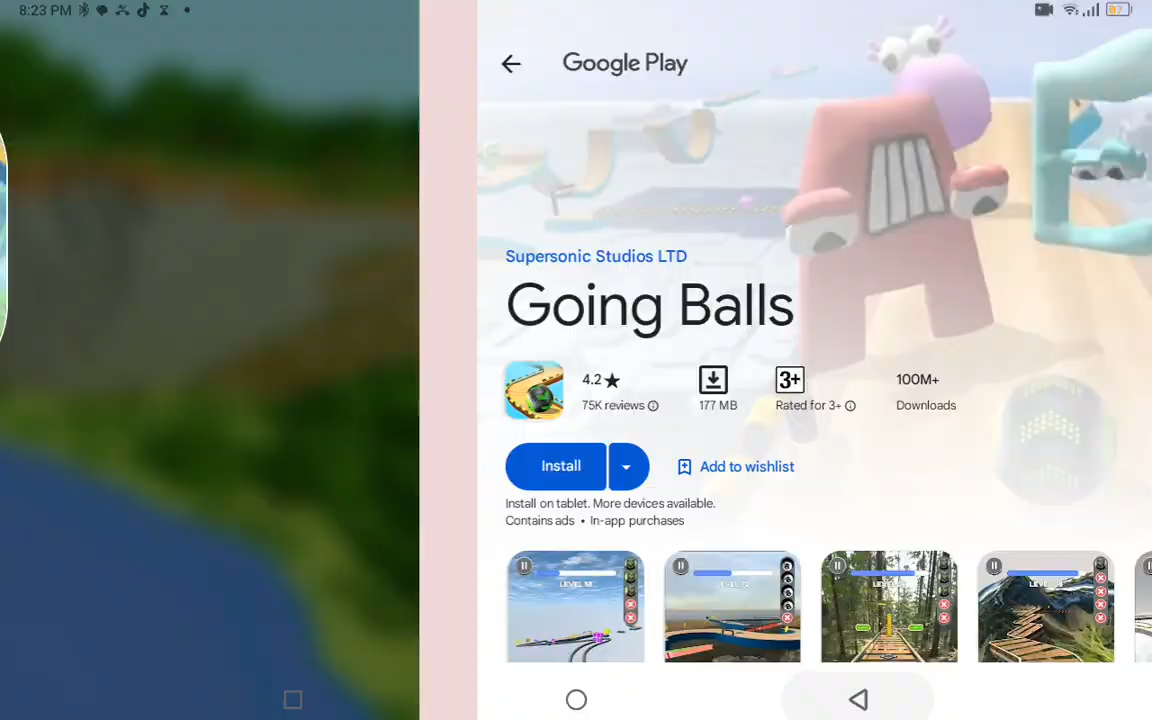 8:23 PM
Google Play
Supersonic Studios LTD
Going Balls
4.2★
75K reviews
177 MB
3+
Rated for 3+
100M+
Downloads
Install
Add to wishlist
Install on tablet. More devices available.
Contains ads • In-app purchases